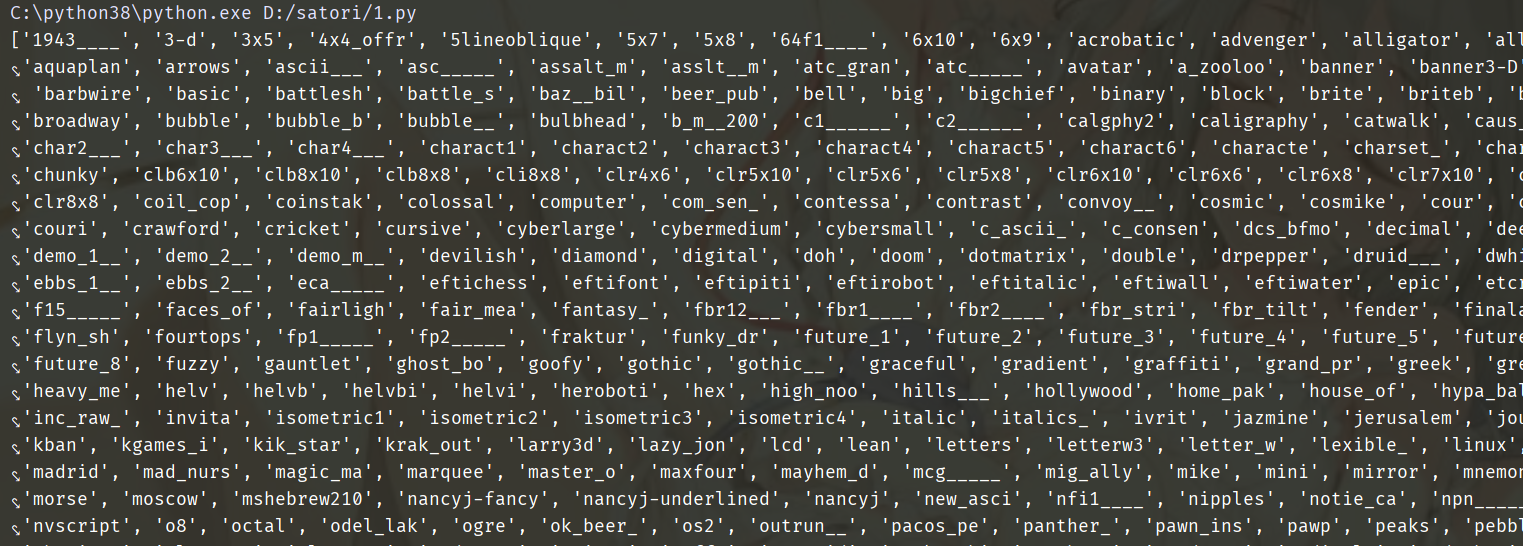 C:\python38\python.exe D:/satori/1.py
['1943____', '3-d', '3x5', '4x4_offr', '5lineoblique', '5x7', '5x8', '64f1____', '6x10', '6x9', 'acrobatic', 'advenger', 'alligator', 'all
'aquaplan', 'arrows', 'ascii___', 'asc_____', 'assalt_m', 'asslt__m', 'atc_gran', 'atc_____', 'avatar', 'a_zooloo', 'banner', 'banner3-D'
'barbwire', 'basic', 'battlesh', 'battle_s', 'baz__bil', 'beer_pub', 'bell', 'big', 'bigchief', 'binary', 'block', 'brite', 'briteb', 'b
'broadway', 'bubble', 'bubble_b', 'bubble__', 'bulbhead', 'b_m__200', 'c1______', 'c2______', 'calgphy2', 'caligraphy', 'catwalk', 'caus_
'char2___', 'char3___', 'char4___', 'charact1', 'charact2', 'charact3', 'charact4', 'charact5', 'charact6', 'characte', 'charset_', 'char
'chunky', 'clb6x10', 'clb8x10', 'clb8x8', 'cli8x8', 'clr4x6', 'clr5x10', 'clr5x6', 'clr5x8', 'clr6x10', 'clr6x6', 'clr6x8', 'clr7x10', 'c
'clr8x8', 'coil_cop', 'coinstak', 'colossal', 'computer', 'com_sen_', 'contessa', 'contrast', 'convoy__', 'cosmic', 'cosmike', 'cour', 'c
'couri', 'crawford', 'cricket', 'cursive', 'cyberlarge', 'cybermedium', 'cybersmall', 'c_ascii_', 'c_consen', 'dcs_bfmo', 'decimal', 'dee
'demo_1__', 'demo_2__', 'demo_m__', 'devilish', 'diamond', 'digital', 'doh', 'doom', 'dotmatrix', 'double', 'drpepper', 'druid___', 'dwhi
'ebbs_1__', 'ebbs_2__', 'eca_____', 'eftichess', 'eftifont', 'eftipiti', 'eftirobot', 'eftitalic', 'eftiwall', 'eftiwater', 'epic', 'etcr
'f15_____', 'faces_of', 'fairligh', 'fair_mea', 'fantasy_', 'fbr12___', 'fbr1____', 'fbr2____', 'fbr_stri', 'fbr_tilt', 'fender', 'finala
'flyn_sh', 'fourtops', 'fp1_____', 'fp2_____', 'fraktur', 'funky_dr', 'future_1', 'future_2', 'future_3', 'future_4', 'future_5', 'future
'future_8', 'fuzzy', 'gauntlet', 'ghost_bo', 'goofy', 'gothic', 'gothic__', 'graceful', 'gradient', 'graffiti', 'grand_pr', 'greek', 'gre
'heavy_me', 'helv', 'helvb', 'helvbi', 'helvi', 'heroboti', 'hex', 'high_noo', 'hills___', 'hollywood', 'home_pak', 'house_of', 'hypa_bal
'inc_raw_', 'invita', 'isometric1', 'isometric2', 'isometric3', 'isometric4', 'italic', 'italics_', 'ivrit', 'jazmine', 'jerusalem', 'jou
'kban', 'kgames_i', 'kik_star', 'krak_out', 'larry3d', 'lazy_jon', 'lcd', 'lean', 'letters', 'letterw3', 'letter_w', 'lexible_', 'linux',
'madrid', 'mad_nurs', 'magic_ma', 'marquee', 'master_o', 'maxfour', 'mayhem_d', 'mcg_____', 'mig_ally', 'mike', 'mini', 'mirror', 'mnemon
'morse', 'moscow', 'mshebrew210', 'nancyj-fancy', 'nancyj-underlined', 'nancyj', 'new_asci', 'nfi1____', 'nipples', 'notie_ca', 'npn_____
'nvscript', 'o8', 'octal', 'odel_lak', 'ogre', 'ok_beer_', 'os2', 'outrun__', 'pacos_pe', 'panther_', 'pawn_ins', 'pawp', 'peaks', 'pebbl